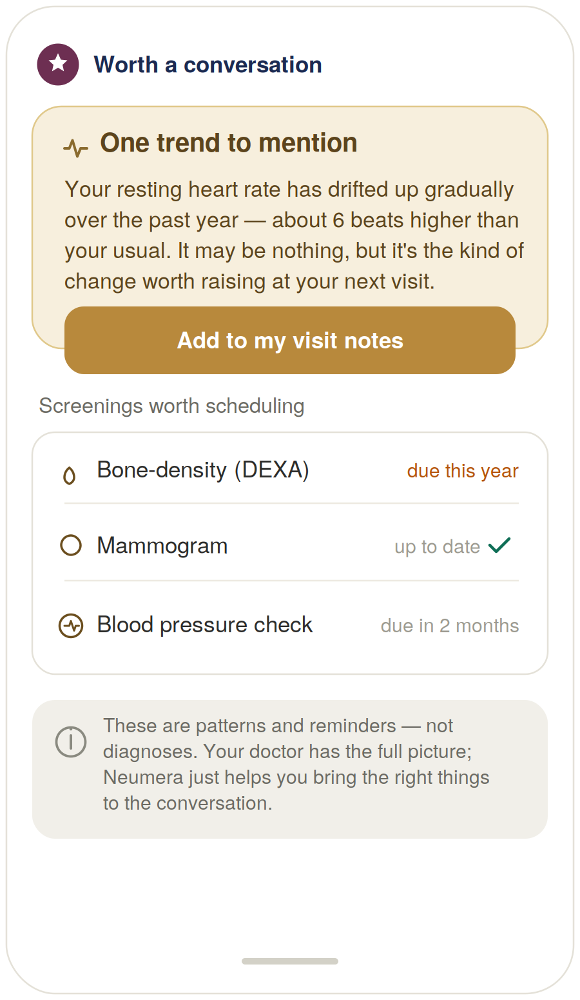 Worth a conversation
One trend to mention
Your resting heart rate has drifted up gradually
over the past year — about 6 beats higher than
your usual. It may be nothing, but it's the kind of
change worth raising at your next visit.
Add to my visit notes
Screenings worth scheduling
Bone-density (DEXA) due this year
Mammogram up to date
Blood pressure check due in 2 months
These are patterns and reminders — not
diagnoses. Your doctor has the full picture;
Neumera just helps you bring the right things
to the conversation.